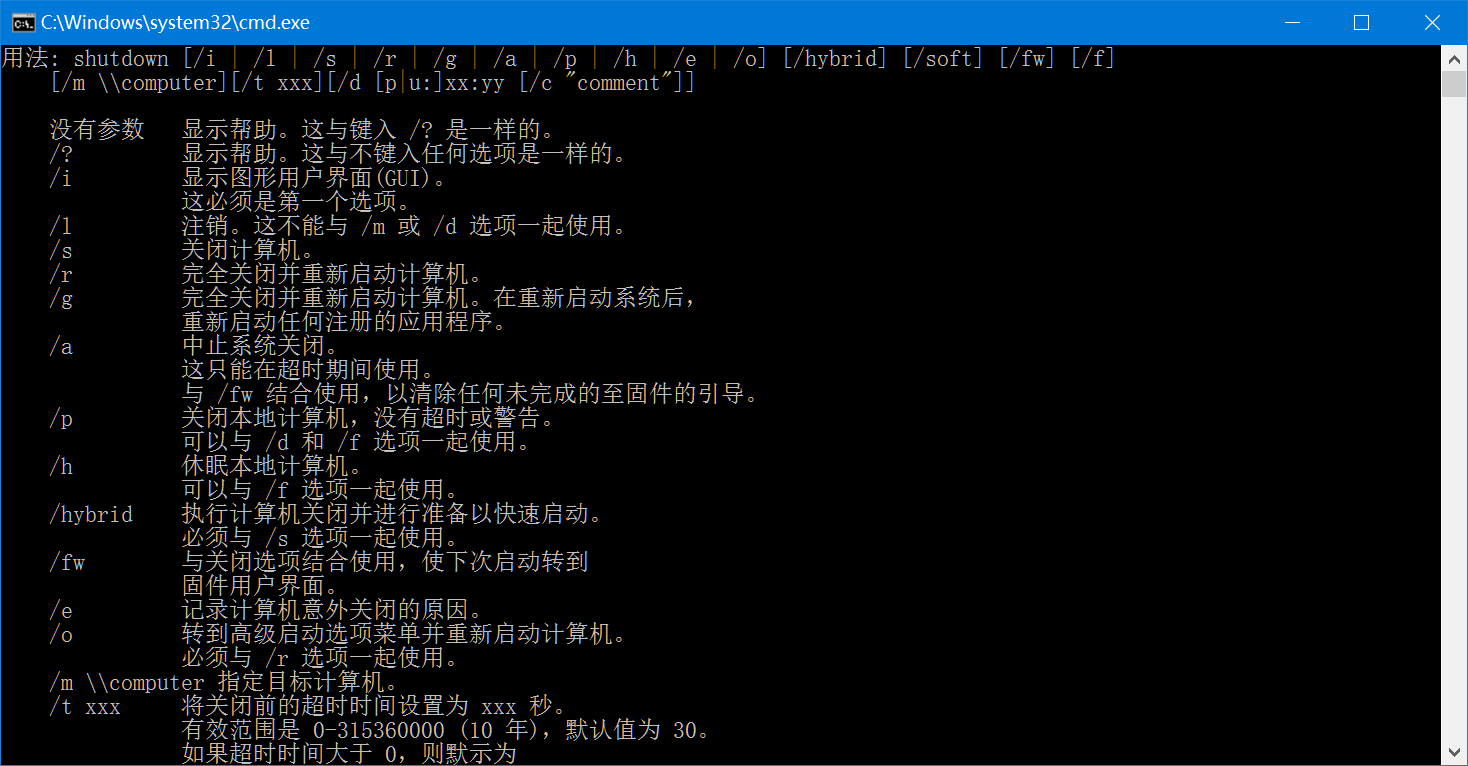 C:\Windows\system32\cmd.exe
用法: shutdown [/i | /l | /s | /r | /g | /a | /p | /h | /e | /o] [/hybrid] [/soft] [/fw] [/f]
    [/m \\computer][/t xxx][/d [p|u:]xx:yy [/c "comment"]]
    没有参数   显示帮助。这与键入 /? 是一样的。
    /?         显示帮助。这与不键入任何选项是一样的。
    /i         显示图形用户界面(GUI)。
               这必须是第一个选项。
    /l         注销。这不能与 /m 或 /d 选项一起使用。
    /s         关闭计算机。
    /r         完全关闭并重新启动计算机。
    /g         完全关闭并重新启动计算机。在重新启动系统后，
               重新启动任何注册的应用程序。
    /a         中止系统关闭。
               这只能在超时期间使用。
               与 /fw 结合使用，以清除任何未完成的至固件的引导。
    /p         关闭本地计算机，没有超时或警告。
               可以与 /d 和 /f 选项一起使用。
    /h         休眠本地计算机。
               可以与 /f 选项一起使用。
    /hybrid    执行计算机关闭并进行准备以快速启动。
               必须与 /s 选项一起使用。
    /fw        与关闭选项结合使用，使下次启动转到
               固件用户界面。
    /e         记录计算机意外关闭的原因。
    /o         转到高级启动选项菜单并重新启动计算机。
               必须与 /r 选项一起使用。
    /m \\computer 指定目标计算机。
    /t xxx     将关闭前的超时时间设置为 xxx 秒。
               有效范围是 0-315360000 (10 年)，默认值为 30。
               如果超时时间大于 0，则默示为